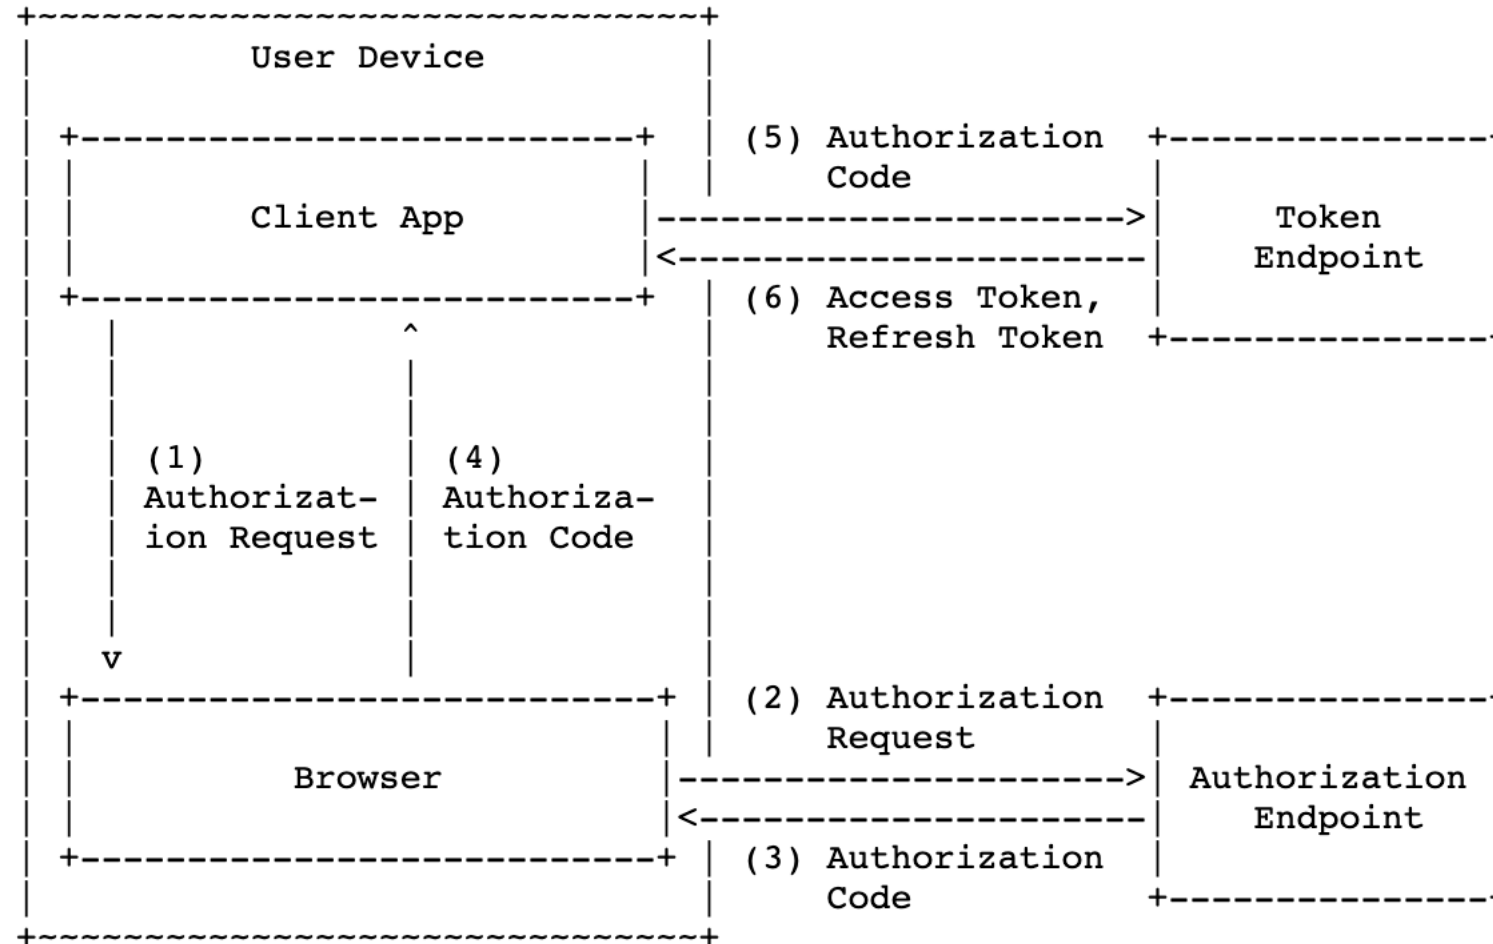 User Device
(5) Authorization
Code
Client App
Token
Endpoint
(6) Access Token,
Refresh Token
(1)
Authorizat-
ion Request
(4)
Authoriza-
tion Code
(2) Authorization
Request
Browser
Authorization
Endpoint
(3) Authorization
Code